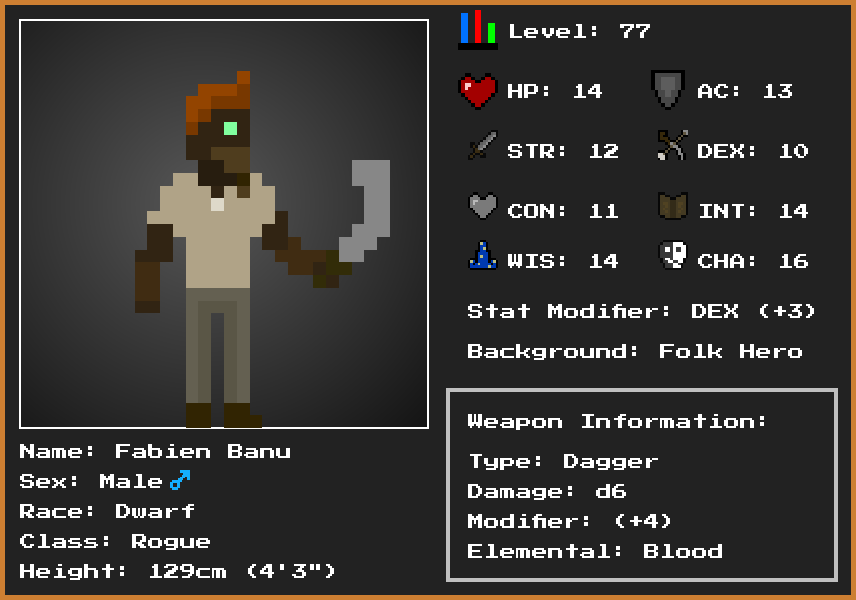 Level: 77
HP: 14 AC: 13
STR: 12 DEX: 10
CON: 11 INT: 14
WIS: 14 CHA: 16
Stat Modifier: DEX (+3)
Background: Folk Hero
Weapon Information:
Type: Dagger
Damage: d6
Modifier: (+4)
Elemental: Blood
Name: Fabien Banu
Sex: Male♂
Race: Dwarf
Class: Rogue
Height: 129cm (4'3")